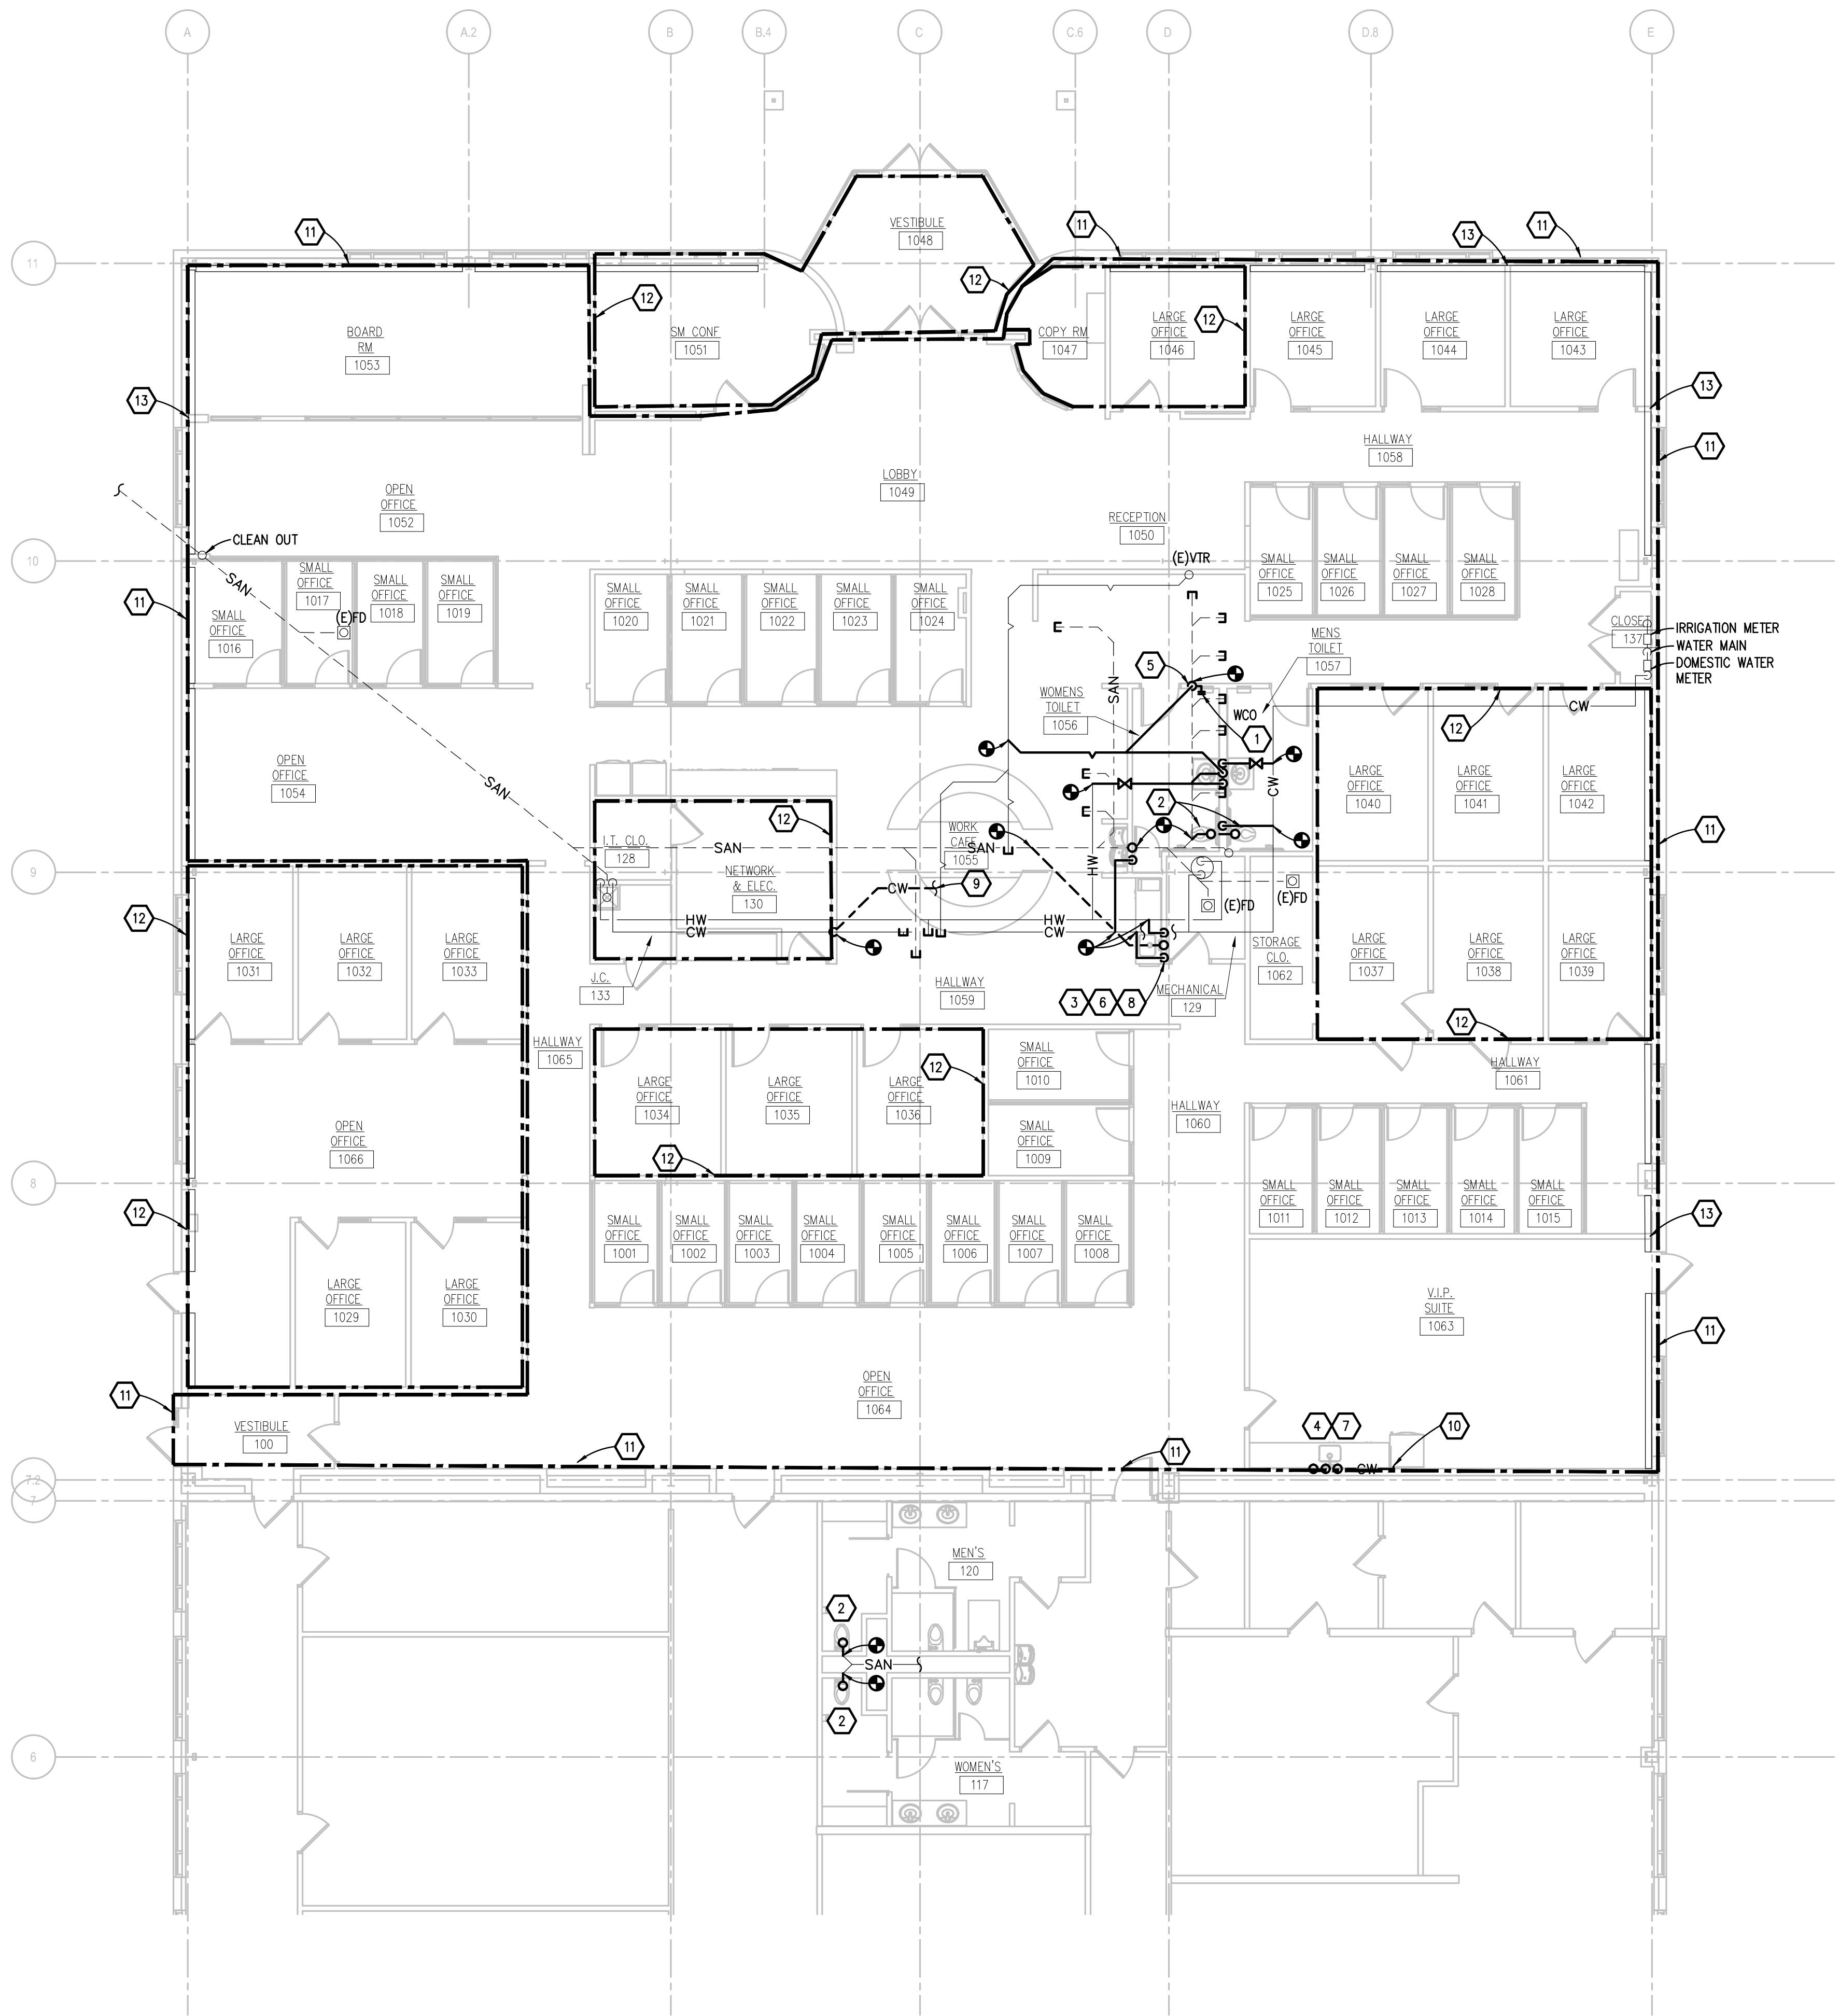 A
A.2
B
B.4
C
C.6
D
D.8
E
VESTIBULE
1048
11
11
11
13
11
12
12
12
BOARD
RM
1053
SM CONF
1051
COPY RM
1047
LARGE
OFFICE
1046
LARGE
OFFICE
1045
LARGE
OFFICE
1044
LARGE
OFFICE
1043
13
13
HALLWAY
1058
11
LOBBY
1049
OPEN
OFFICE
1052
RECEPTION
1050
CLEAN OUT
10
(E)VTR
SAN
SMALL
OFFICE
1017
SMALL
OFFICE
1018
SMALL
OFFICE
1019
(E)FD
11
SMALL
OFFICE
1016
SMALL
OFFICE
1020
SMALL
OFFICE
1021
SMALL
OFFICE
1022
SMALL
OFFICE
1023
SMALL
OFFICE
1024
SMALL
OFFICE
1025
SMALL
OFFICE
1026
SMALL
OFFICE
1027
SMALL
OFFICE
1028
MENS
TOILET
1057
CLOSET
137
IRRIGATION METER
WATER MAIN
DOMESTIC WATER
METER
5
SAN
WOMENS
TOILET
1056
WCO
1
CW
12
OPEN
OFFICE
1054
SAN
CW
LARGE
OFFICE
1040
LARGE
OFFICE
1041
LARGE
OFFICE
1042
2
12
11
I.T. CLO.
128
SAN
WORK
CAFE
1055
SAN
9
NETWORK
& ELEC.
130
CW
9
HW
(E)FD
(E)FD
12
HW
CW
HW
CW
LARGE
OFFICE
1031
LARGE
OFFICE
1032
LARGE
OFFICE
1033
STORAGE
CLO.
1062
LARGE
OFFICE
1037
LARGE
OFFICE
1038
LARGE
OFFICE
1039
J.C.
133
HALLWAY
1059
3
6
8
MECHANICAL
129
12
HALLWAY
1065
SMALL
OFFICE
1010
HALLWAY
1061
12
LARGE
OFFICE
1034
LARGE
OFFICE
1035
LARGE
OFFICE
1036
HALLWAY
1060
OPEN
OFFICE
1066
SMALL
OFFICE
1009
12
8
12
SMALL
OFFICE
1011
SMALL
OFFICE
1012
SMALL
OFFICE
1013
SMALL
OFFICE
1014
SMALL
OFFICE
1015
13
SMALL
OFFICE
1001
SMALL
OFFICE
1002
SMALL
OFFICE
1003
SMALL
OFFICE
1004
SMALL
OFFICE
1005
SMALL
OFFICE
1006
SMALL
OFFICE
1007
SMALL
OFFICE
1008
LARGE
OFFICE
1029
LARGE
OFFICE
1030
V.I.P.
SUITE
1063
11
OPEN
OFFICE
1064
11
VESTIBULE
100
4
7
10
11
11
CW
7.2
7
MEN'S
120
2
SAN
2
6
WOMEN'S
117